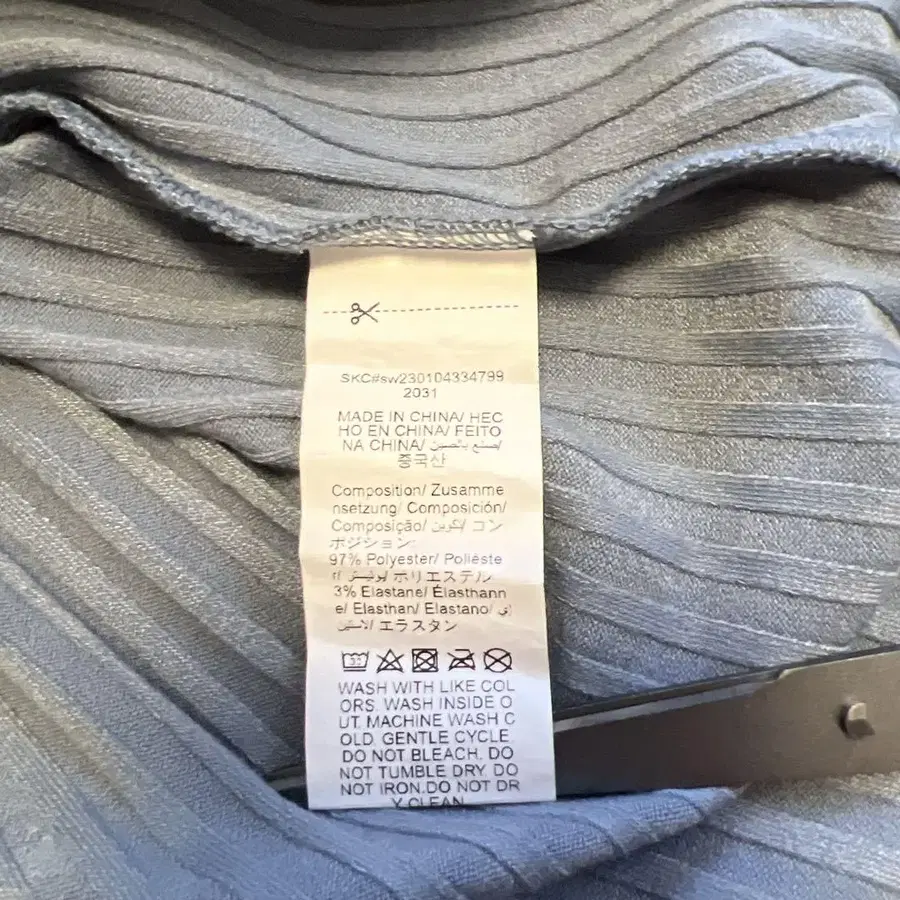 SKC#sw230104334799
2031
MADE IN CHINA/ HEC
HO EN CHINA/ FEITO
NA CHINA/ صنع بالصين/
중국산
Composition/ Zusamme
nsetzung/ Composición/
Composição/ تكوين/ コン
ポジション:
97% Polyester/ Poliéste
r/ بوليستر/ ポリエステル
3% Elastane/ Élasthann
e/ Elasthan/ Elastano/
エラスタン
WASH WITH LIKE COL
ORS. WASH INSIDE O
UT. MACHINE WASH C
OLD. GENTLE CYCLE
DO NOT BLEACH. DO
NOT TUMBLE DRY. DO
NOT IRON.DO NOT DR
Y CLEAN